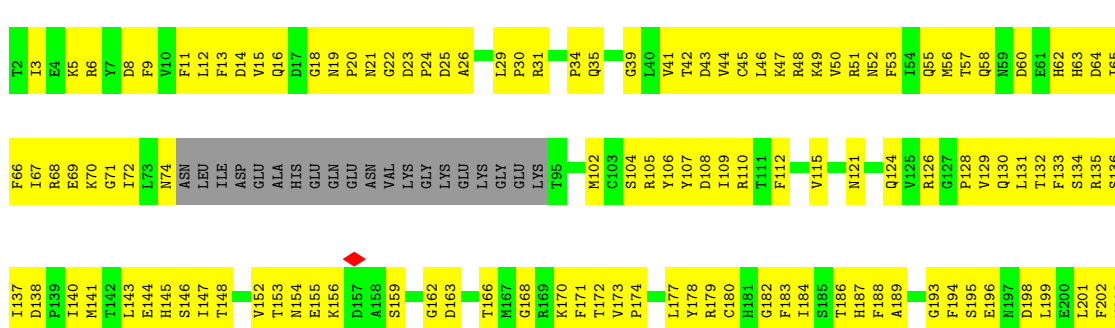 T2 I3 E4 K5 R6 Y7 D8 F9 V10 F11 L12 F13 D14 V15 Q16 D17 G18 N19 P20 N21 G22 D23 P24 D25 A26 L29 P30 R31 P34 Q35 G39 L40 V41 T42 D43 V44 C45 L46 K47 R48 K49 V50 R51 N52 F53 I54 Q55 M56 T57 Q58 N59 D60 E61 H62 H63 D64 I65
F66 I67 R68 E69 K70 G71 I72 L73 N74 ASN LEU ILE ASP GLU ALA HIS GLU GLN GLU ASN VAL LYS GLY LYS GLU LYS GLY GLU LYS T95 M102 C103 S104 R105 Y106 Y107 D108 I109 R110 T111 F112 V115 N121 Q124 V125 R126 G127 P128 V129 Q130 L131 T132 F133 S134 R135 S136
I137 D138 P139 I140 M141 T142 L143 E144 H145 S146 I147 T148 V152 T153 N154 E155 K156 D157 A158 S159 G162 D163 T166 M167 G168 R169 K170 F171 T172 V173 P174 L177 Y178 R179 C180 H181 G182 F183 I184 S185 T186 H187 F188 A189 G193 F194 S195 E196 N197 D198 L199 E200 L201 F202